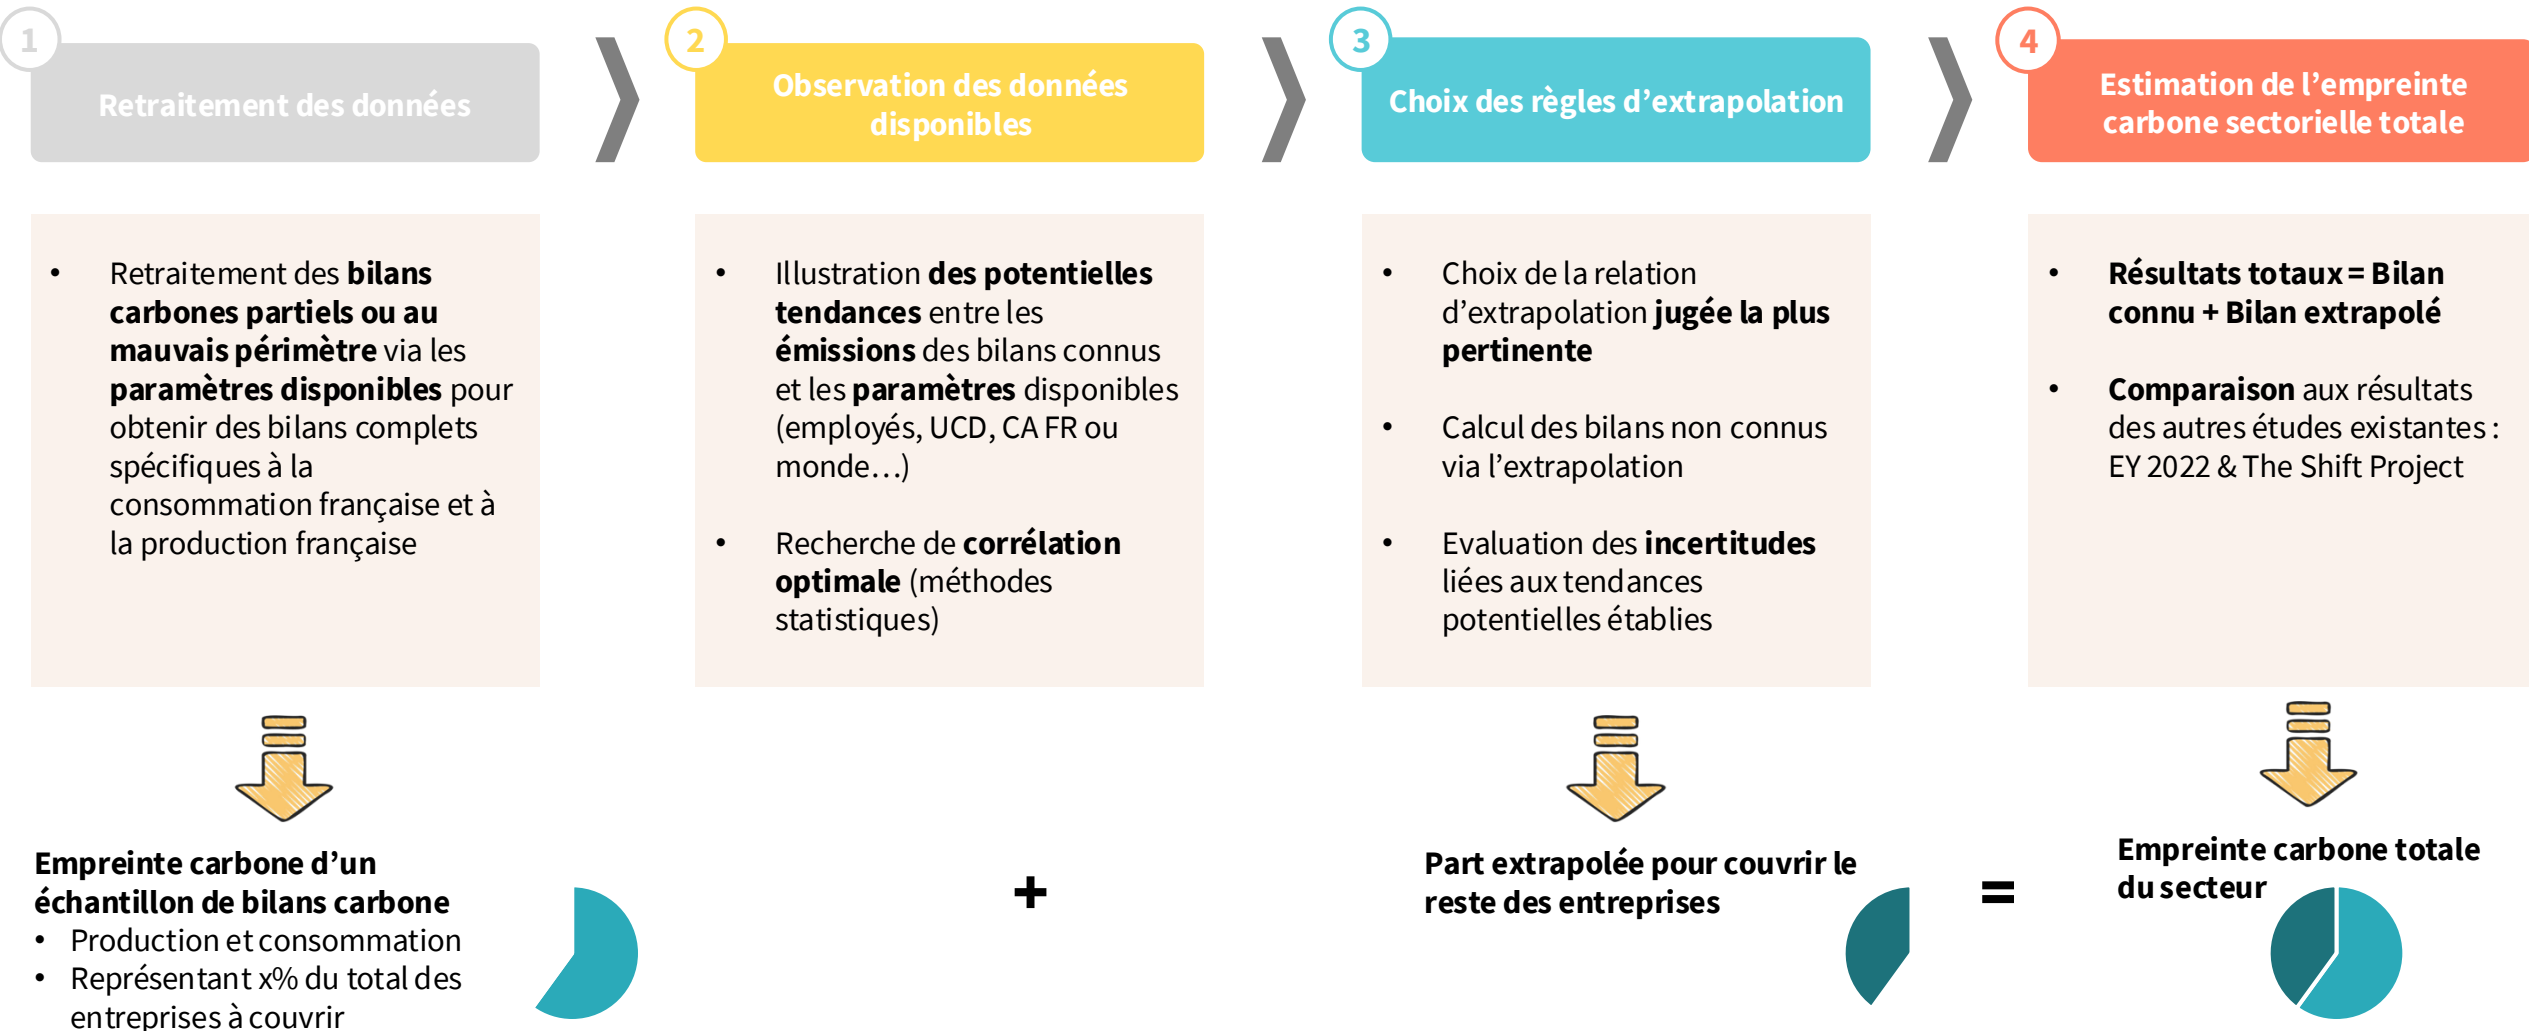 1
Retraitement des données
2
Observation des données
disponibles
3
Choix des règles d’extrapolation
4
Estimation de l’empreinte
carbone sectorielle totale
• Retraitement des bilans
carbones partiels ou au
mauvais périmètre via les
paramètres disponibles pour
obtenir des bilans complets
spécifiques à la
consommation française et à
la production française
• Illustration des potentielles
tendances entre les
émissions des bilans connus
et les paramètres disponibles
(employés, UCD, CA FR ou
monde…)
• Recherche de corrélation
optimale (méthodes
statistiques)
• Choix de la relation
d’extrapolation jugée la plus
pertinente
• Calcul des bilans non connus
via l’extrapolation
• Evaluation des incertitudes
liées aux tendances
potentielles établies
• Résultats totaux = Bilan
connu + Bilan extrapolé
• Comparaison aux résultats
des autres études existantes :
EY 2022 & The Shift Project
Empreinte carbone d’un
échantillon de bilans carbone
• Production et consommation
• Représentant x% du total des
entreprises à couvrir
+
Part extrapolée pour couvrir le
reste des entreprises
=
Empreinte carbone totale
du secteur